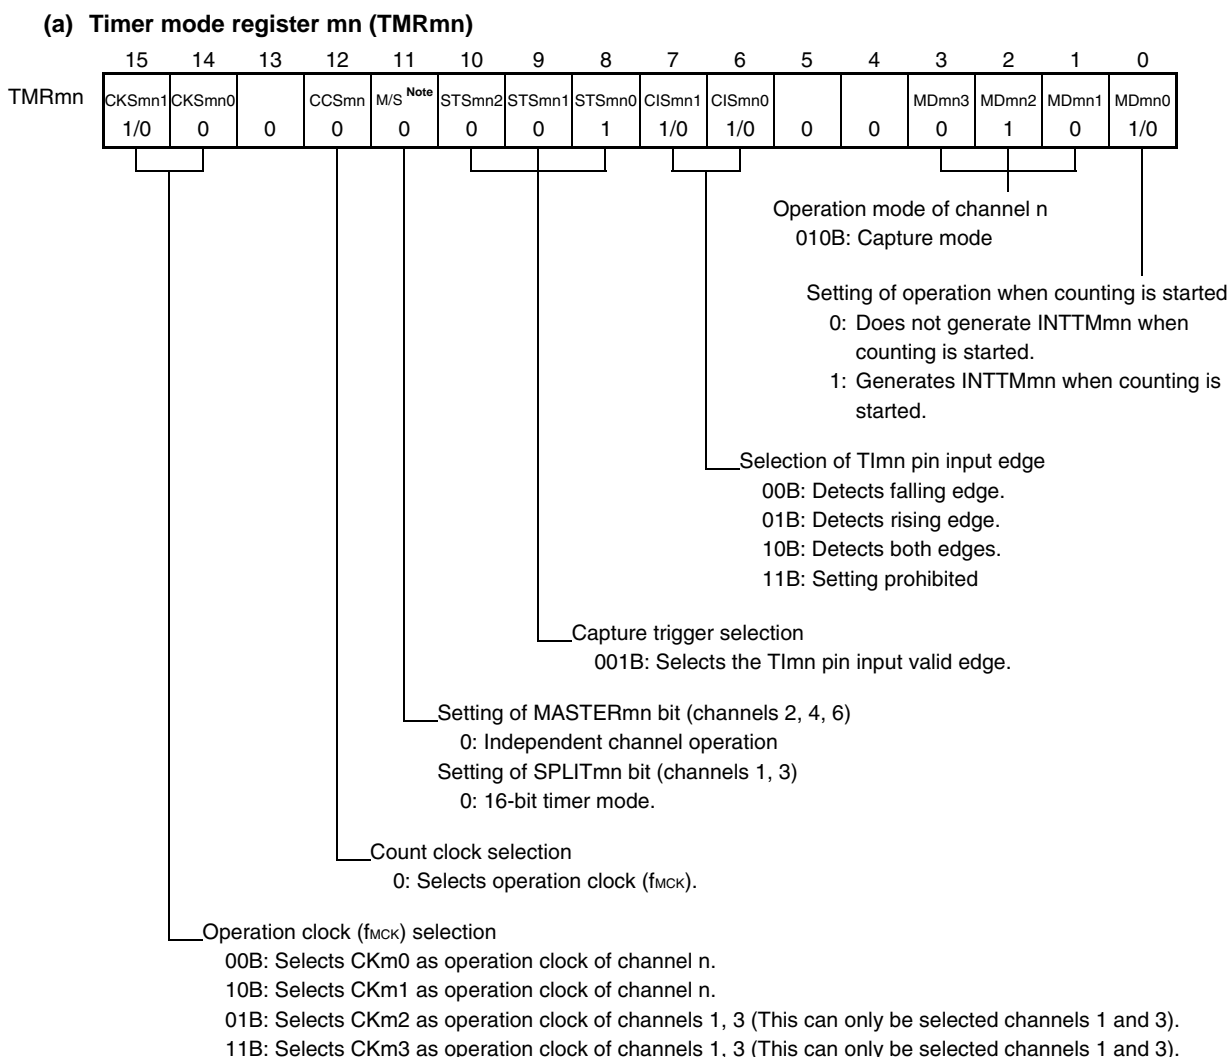 (a) Timer mode register mn (TMRmn)
15 14 13 12 11 10 9 8 7 6 5 4 3 2 1 0
TMRmn CKSmn1 CKSmn0 CCSmn M/S Note STSmn2 STSmn1 STSmn0 CISmn1 CISmn0 MDmn3 MDmn2 MDmn1 MDmn0
1/0 0 0 0 0 0 0 1 1/0 1/0 0 0 0 1 0 1/0
Operation mode of channel n
010B: Capture mode
Setting of operation when counting is started
0: Does not generate INTTMmn when
counting is started.
1: Generates INTTMmn when counting is
started.
Selection of TImn pin input edge
00B: Detects falling edge.
01B: Detects rising edge.
10B: Detects both edges.
11B: Setting prohibited
Capture trigger selection
001B: Selects the TImn pin input valid edge.
Setting of MASTERmn bit (channels 2, 4, 6)
0: Independent channel operation
Setting of SPLITmn bit (channels 1, 3)
0: 16-bit timer mode.
Count clock selection
0: Selects operation clock (fMCK).
Operation clock (fMCK) selection
00B: Selects CKm0 as operation clock of channel n.
10B: Selects CKm1 as operation clock of channel n.
01B: Selects CKm2 as operation clock of channels 1, 3 (This can only be selected channels 1 and 3).
11B: Selects CKm3 as operation clock of channels 1, 3 (This can only be selected channels 1 and 3).